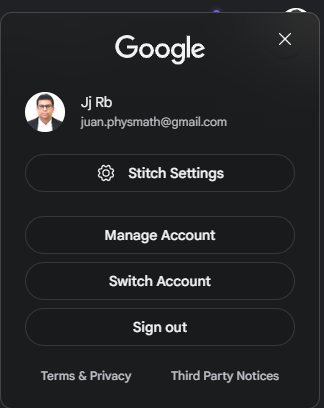 Google
Jj Rb
juan.physmath@gmail.com
Stitch Settings
Manage Account
Switch Account
Sign out
Terms & Privacy
Third Party Notices